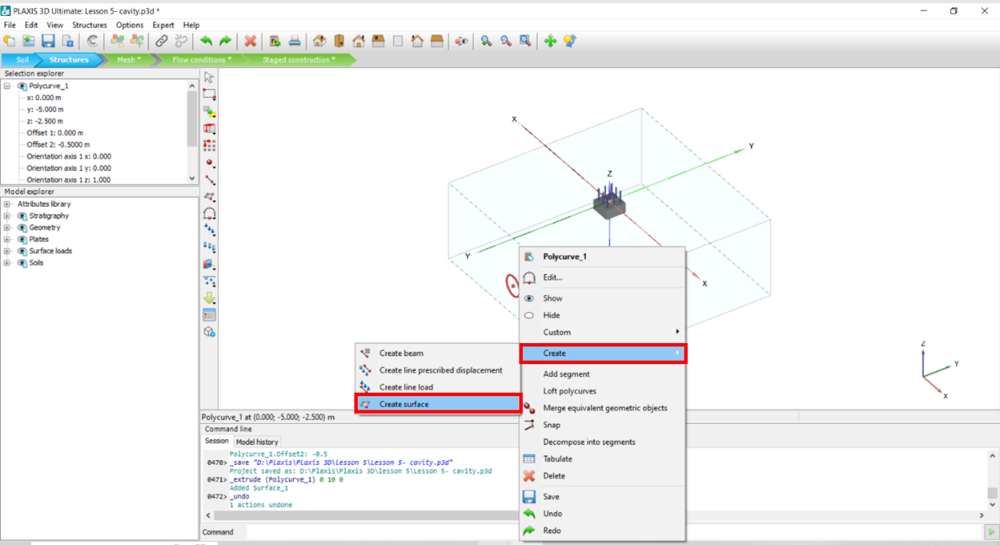 PLAXIS 3D Ultimate: Lesson 5- cavity.p3d *
File Edit View Structures Options Expert Help
Soil Structures Mesh * Flow conditions * Staged construction *
Selection explorer
Polycurve_1
x: 0.000 m
y: -5.000 m
z: -2.500 m
Offset 1: 0.000 m
Offset 2: -0.5000 m
Orientation axis 1 x: 0.000
Orientation axis 1 y: 0.000
Orientation axis 1 z: 1.000
Model explorer
Attributes library
Stratigraphy
Geometry
Plates
Surface loads
Soils
X
Y
Z
Y
X
Polycurve_1
Edit...
Show
Hide
Custom
Create
Add segment
Loft polycurves
Merge equivalent geometric objects
Snap
Decompose into segments
Tabulate
Delete
Save
Undo
Redo
Create beam
Create line prescribed displacement
Create line load
Create surface
Z
Y
X
Polycurve_1 at (0.000; -5.000; -2.500) m
Command line
Session Model history
Polycurve_1.Offset2: -0.5
0470> _save "D:\Plaxis\Plaxis 3D\lesson 5\Lesson 5- cavity.p3d"
Project saved as: D:\Plaxis\Plaxis 3D\lesson 5\Lesson 5- cavity.p3d
0471> _extrude (Polycurve_1) 0 10 0
Added Surface_1
0472> _undo
1 actions undone
Command